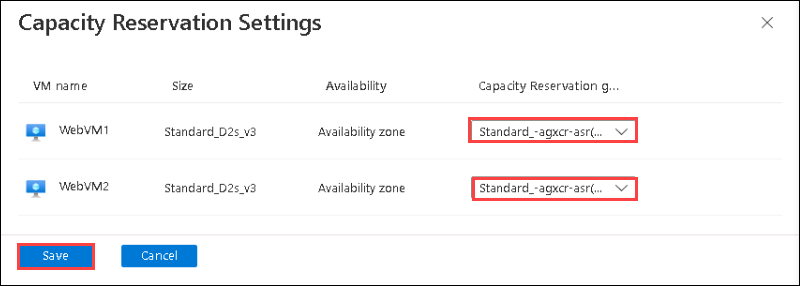 Capacity Reservation Settings
VM name Size Availability Capacity Reservation g...
WebVM1 Standard_D2s_v3 Availability zone Standard_-agxcr-asr(...
WebVM2 Standard_D2s_v3 Availability zone Standard_-agxcr-asr(...
Save Cancel